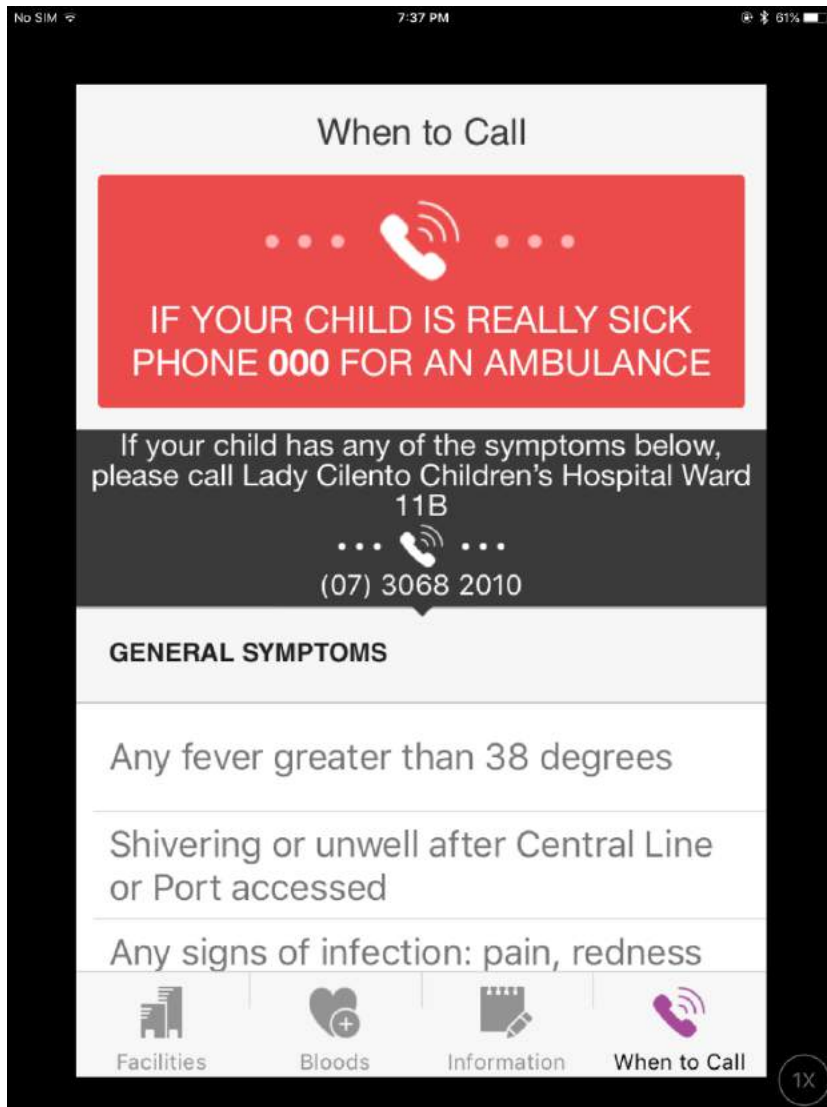 No SIM 7:37 PM 61%
When to Call
IF YOUR CHILD IS REALLY SICK
PHONE 000 FOR AN AMBULANCE
If your child has any of the symptoms below,
please call Lady Cilento Children's Hospital Ward
11B
(07) 3068 2010
GENERAL SYMPTOMS
Any fever greater than 38 degrees
Shivering or unwell after Central Line
or Port accessed
Any signs of infection: pain, redness
Facilities Bloods Information When to Call
1X